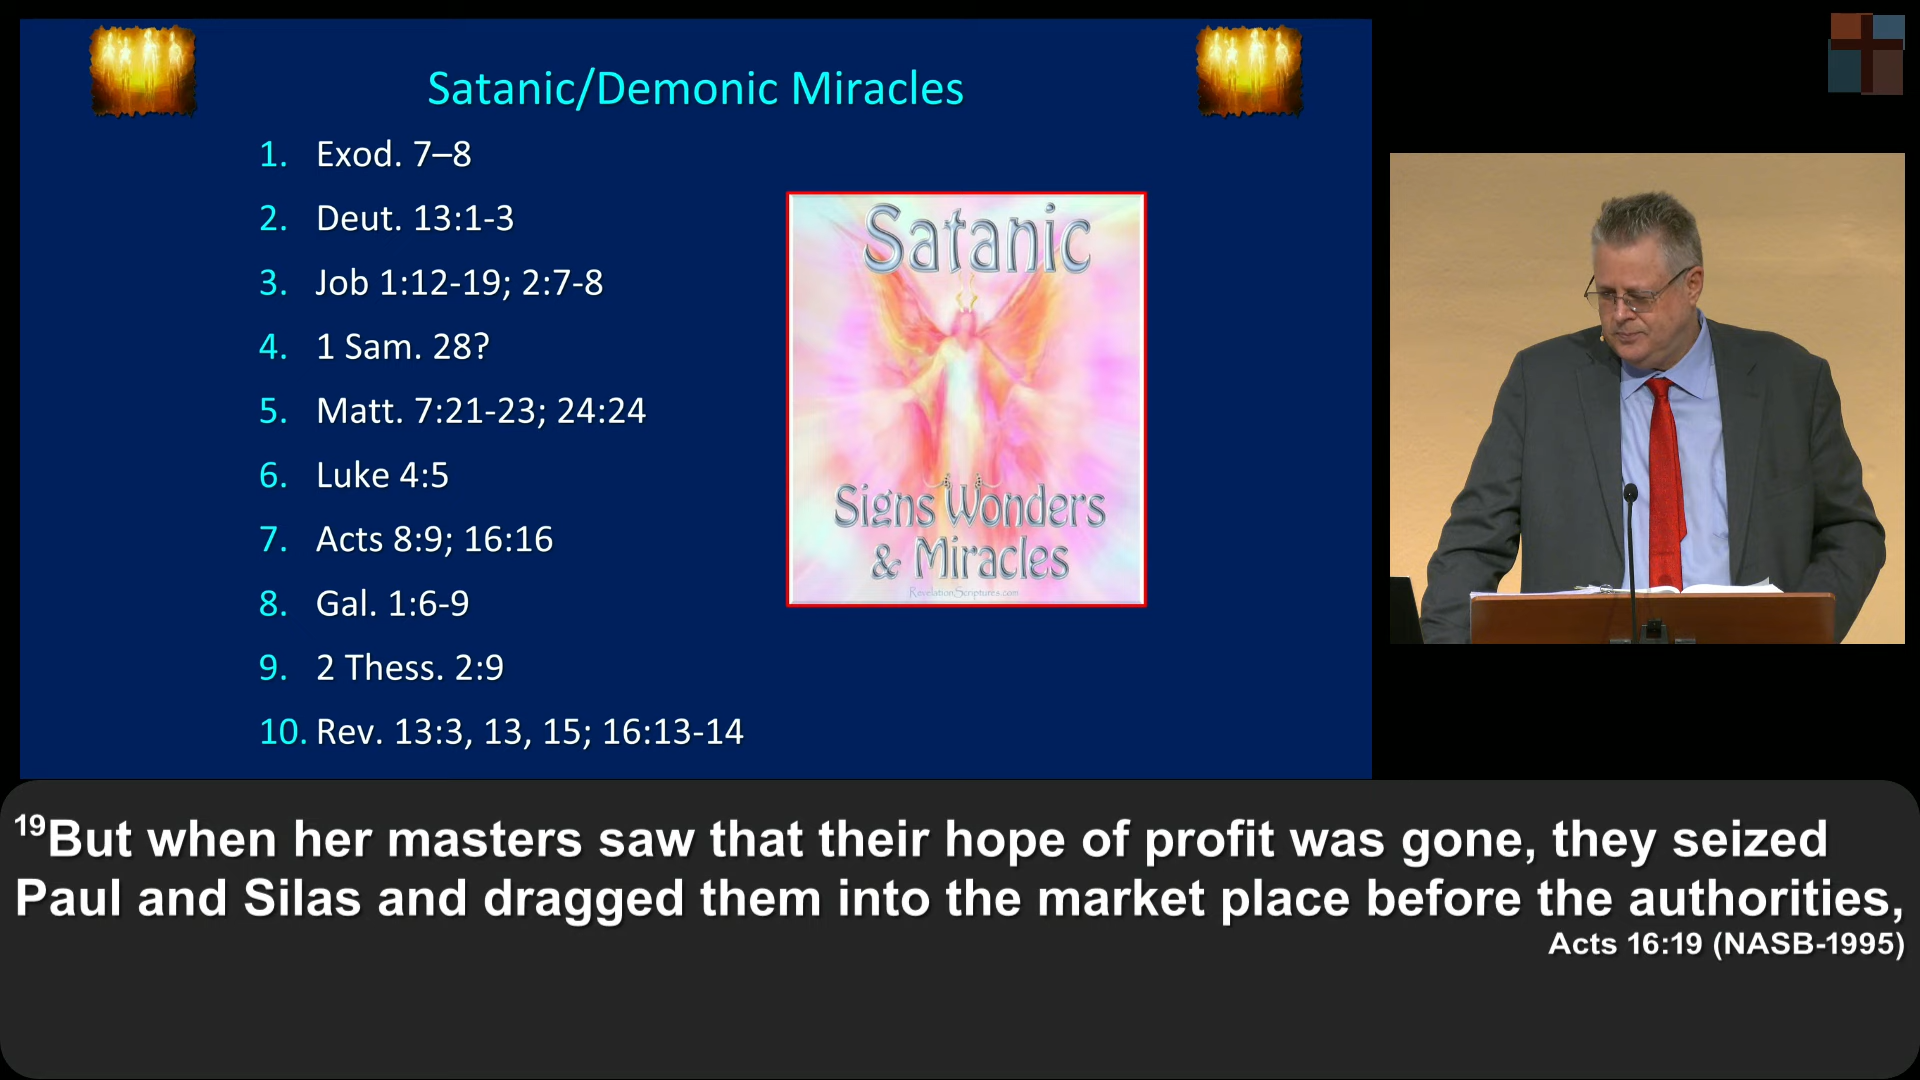 Satanic/Demonic Miracles
1. Exod. 7–8
2. Deut. 13:1-3
3. Job 1:12-19; 2:7-8
4. 1 Sam. 28?
5. Matt. 7:21-23; 24:24
6. Luke 4:5
7. Acts 8:9; 16:16
8. Gal. 1:6-9
9. 2 Thess. 2:9
10. Rev. 13:3, 13, 15; 16:13-14
Satanic
Signs Wonders
& Miracles
RevelationScriptures.com
19But when her masters saw that their hope of profit was gone, they seized
Paul and Silas and dragged them into the market place before the authorities,
Acts 16:19 (NASB-1995)